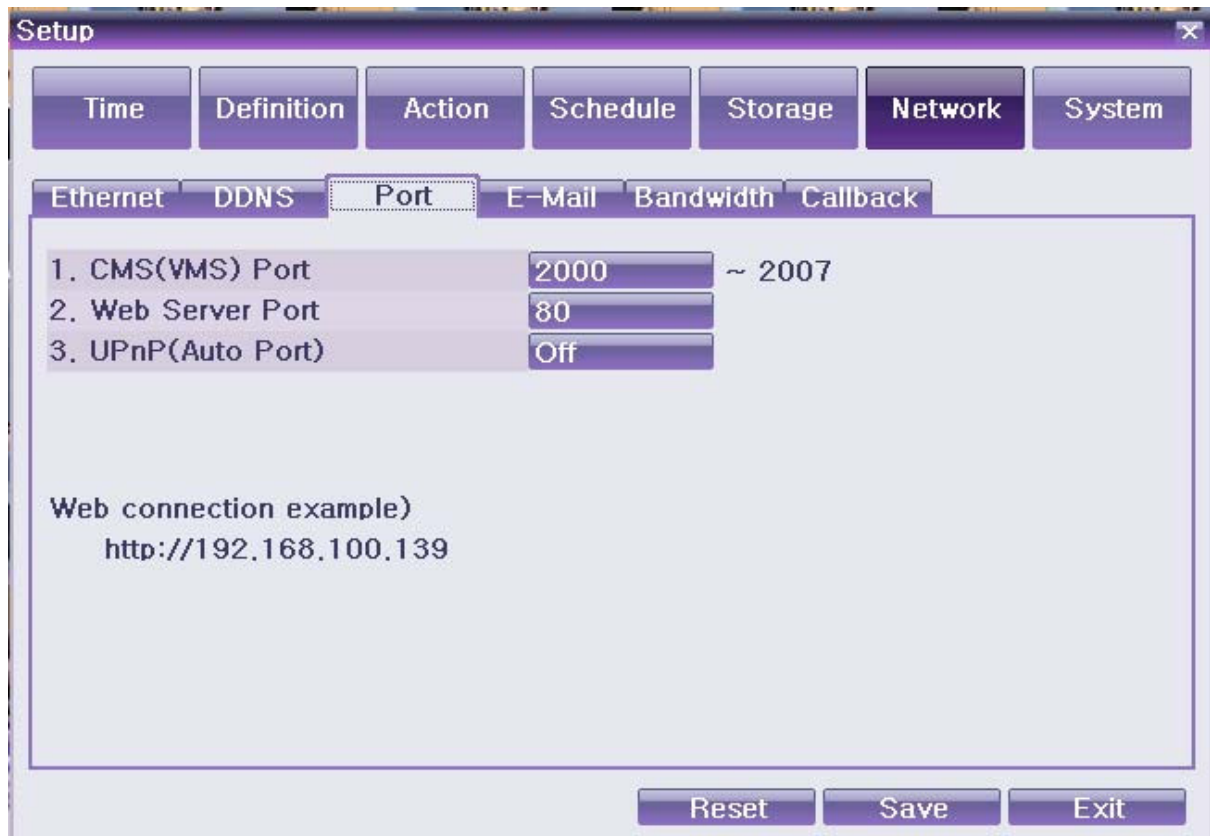 Setup
Time Definition Action Schedule Storage Network System
Ethernet DDNS Port E-Mail Bandwidth Callback
1. CMS(VMS) Port 2000 ~ 2007
2. Web Server Port 80
3. UPnP(Auto Port) Off
Web connection example)
http://192.168.100.139
Reset Save Exit